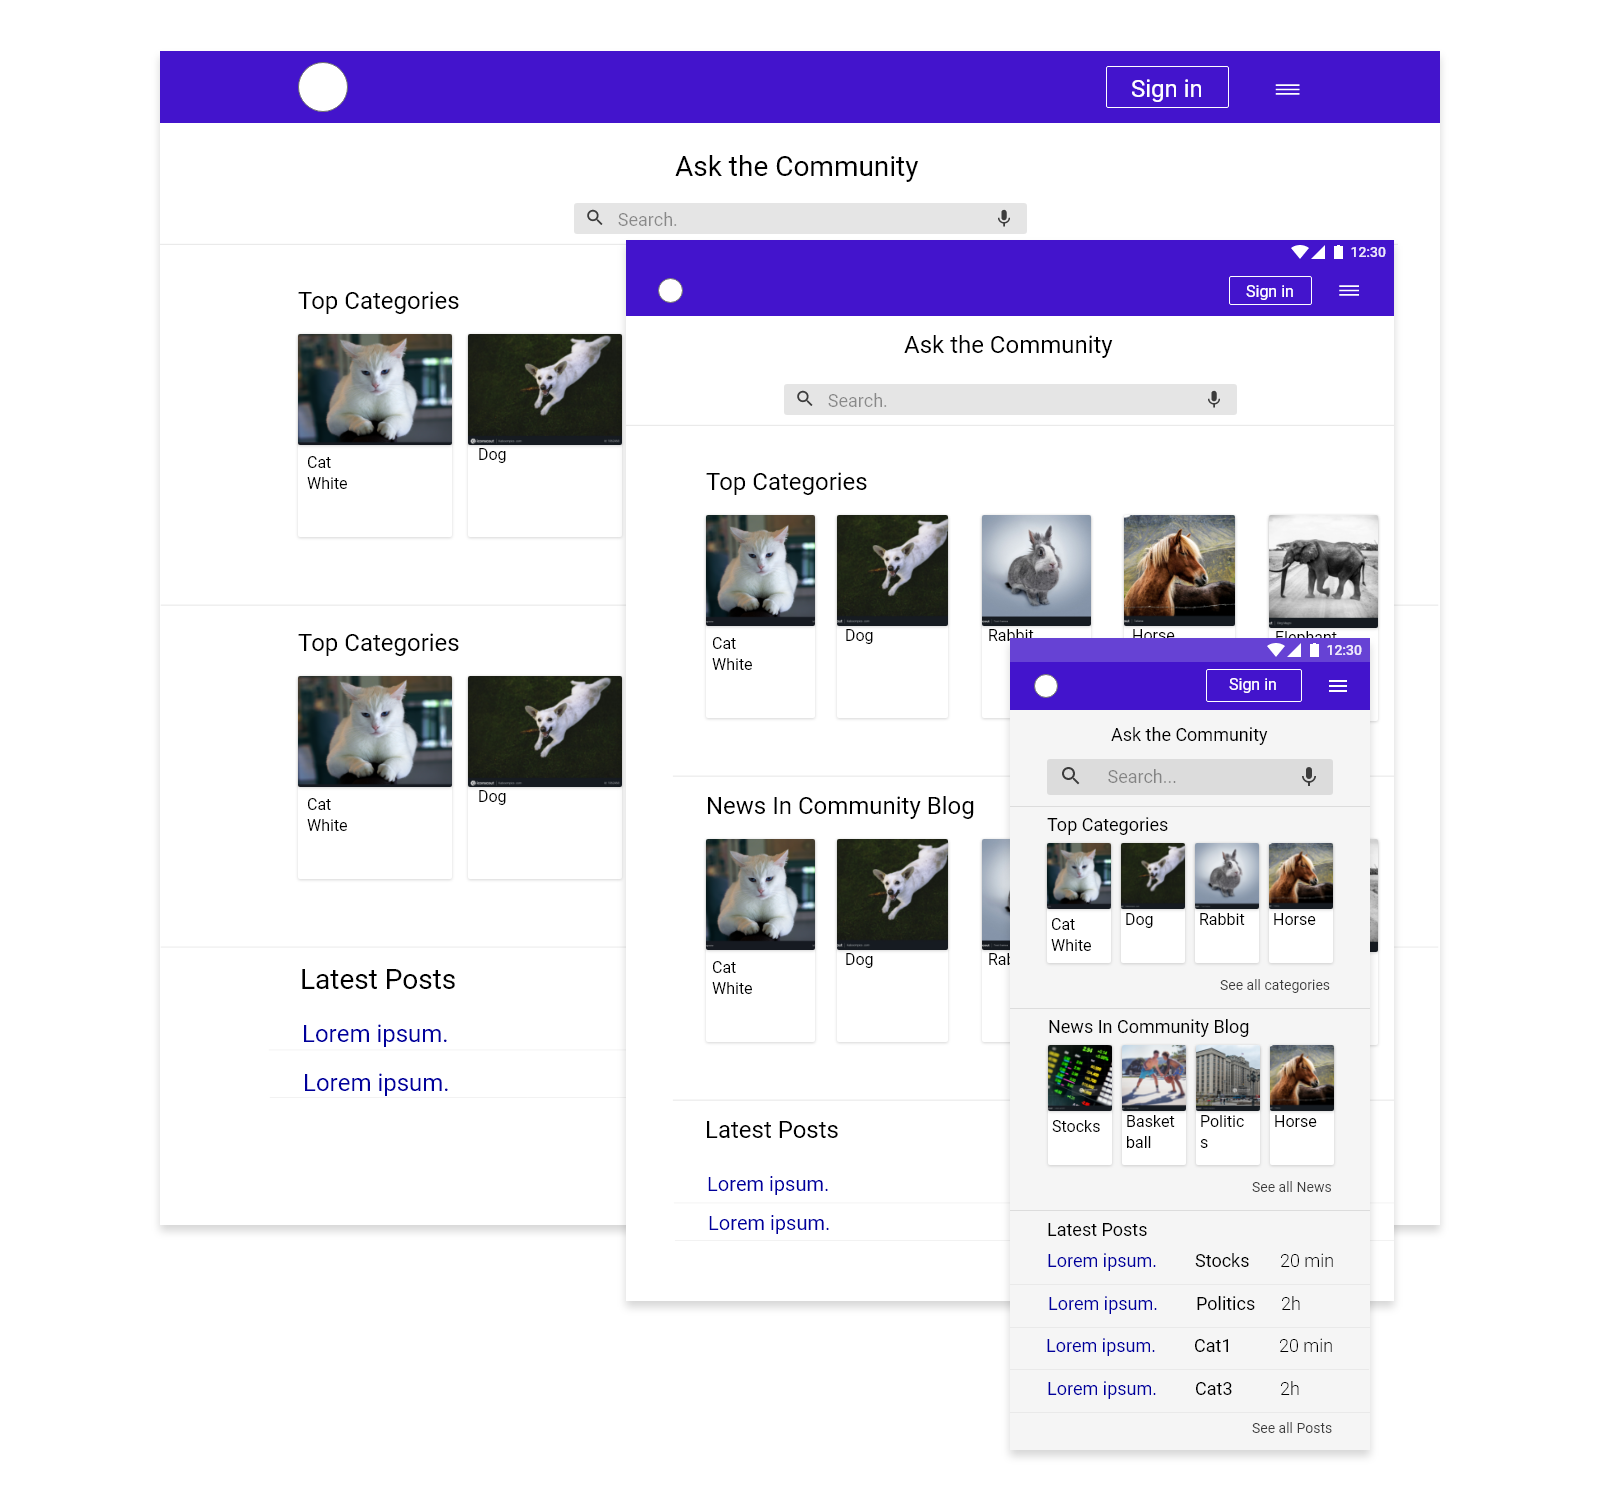 Sign in
Ask the Community
Search.
Top Categories
Cat
White
Dog
Top Categories
Cat
White
Dog
Latest Posts
Lorem ipsum.
Lorem ipsum.
12:30
Sign in
Ask the Community
Search.
Top Categories
Cat
White
Dog
Rabbit
Horse
Elephant
News In Community Blog
Cat
White
Dog
Rab
Latest Posts
Lorem ipsum.
Lorem ipsum.
12:30
Sign in
Ask the Community
Search...
Top Categories
Cat
White
Dog
Rabbit
Horse
See all categories
News In Community Blog
Stocks
Basket
ball
Politic
s
Horse
See all News
Latest Posts
Lorem ipsum. Stocks 20 min
Lorem ipsum. Politics 2h
Lorem ipsum. Cat1 20 min
Lorem ipsum. Cat3 2h
See all Posts